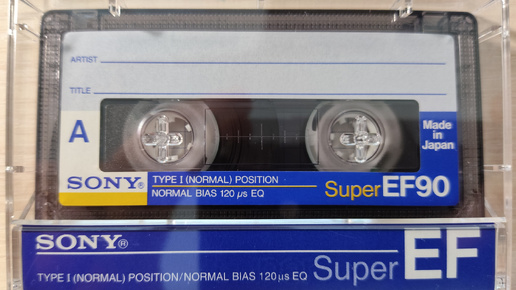 ARTIST
TITLE
A
Made in
Japan
SONY®
TYPE I (NORMAL) POSITION
NORMAL BIAS 120 µs EQ
Super EF90
SONY®
TYPE I (NORMAL) POSITION/NORMAL BIAS 120 µs EQ
Super EF